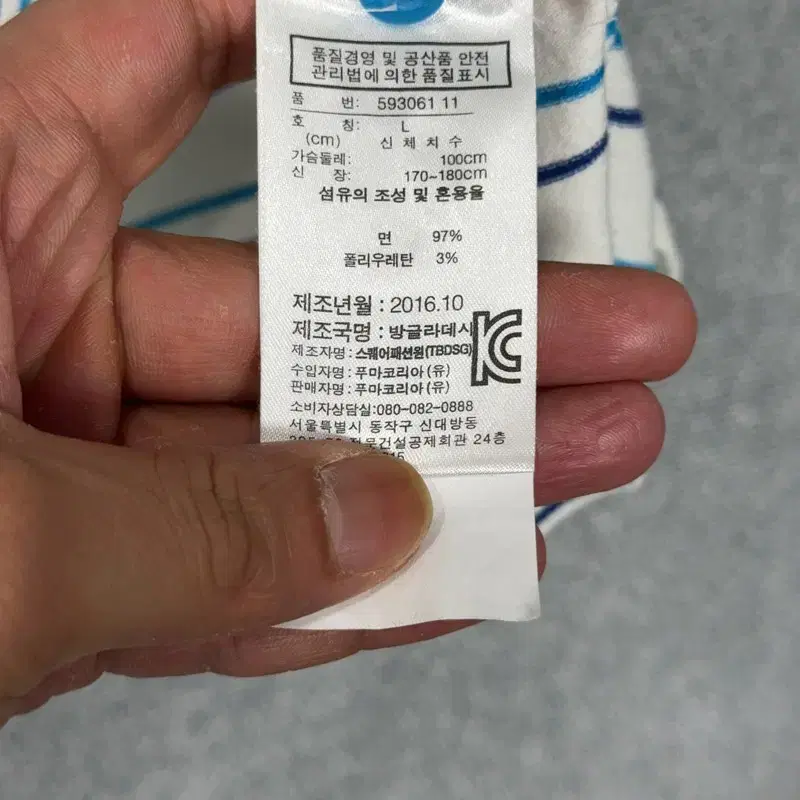 품질경영 및 공산품 안전
관리법에 의한 품질표시
품 번: 593061 11
호 칭: L
(cm) 신체치수
가슴둘레: 100cm
신 장: 170~180cm
섬유의 조성 및 혼용율
면 97%
폴리우레탄 3%
제조년월 : 2016.10
제조국명 : 방글라데시
제조자명 : 스퀘어패션원(TBDSG)
수입자명 : 푸마코리아 (유)
판매자명 : 푸마코리아 (유)
소비자상담실:080-082-0888
서울특별시 동작구 신대방동
전문건설공제회관 24층